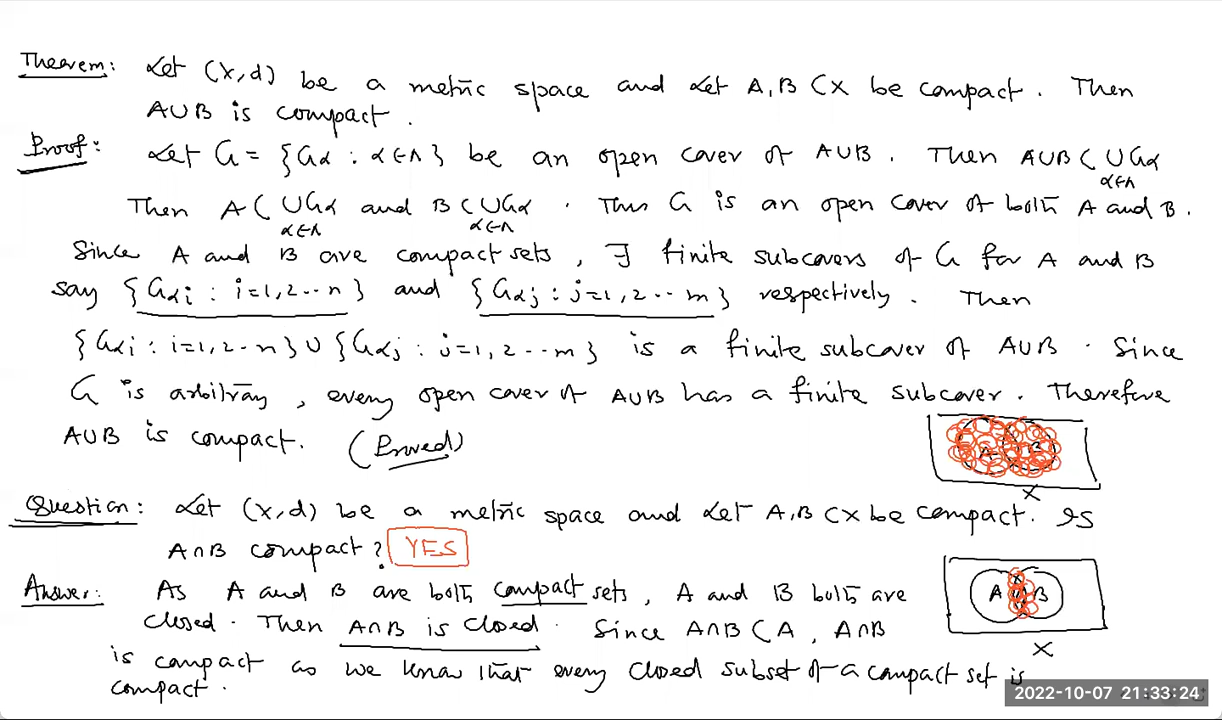 Theorem: Let (X,d) be a metric space and let A,B ⊂ X be compact. Then
A∪B is compact.
Proof: Let G = {Gα : α∈Λ} be an open cover of A∪B. Then A∪B ⊂ ∪Gα
α∈Λ
Then A ⊂ ∪Gα and B ⊂ ∪Gα. Thus G is an open cover of both A and B.
α∈Λ α∈Λ
Since A and B are compact sets, ∃ finite subcovers of G for A and B
say {Gαi : i=1,2...n} and {Gαj : j=1,2...m} respectively. Then
{Gαi : i=1,2..n} ∪ {Gαj : j=1,2...m} is a finite subcover of A∪B. Since
G is arbitrary, every open cover of A∪B has a finite subcover. Therefore
A∪B is compact. (Proved)
A B
X
Question: Let (X,d) be a metric space and let A,B ⊂ X be compact. Is
A∩B compact? YES
Answer: As A and B are both compact sets, A and B both are
A B
closed. Then A∩B is closed. Since A∩B ⊂ A, A∩B
X
is compact as we know that every closed subset of a compact set is
compact.
2022-10-07 21:33:24